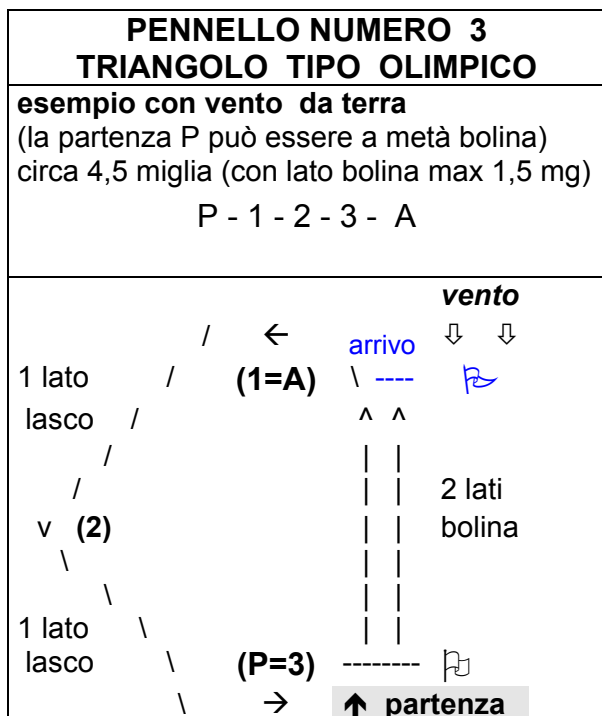 PENNELLO NUMERO 3
TRIANGOLO TIPO OLIMPICO
esempio con vento da terra
(la partenza P può essere a metà bolina)
circa 4,5 miglia (con lato bolina max 1,5 mg)
P - 1 - 2 - 3 - A
vento
/ ← arrivo ⇩ ⇩
1 lato / (1=A) \ ----
lasco / ^ ^
/ | |
/ | | 2 lati
v (2) | | bolina
\ | |
\ | |
1 lato \ | |
lasco \ (P=3) --------
\ → ↑ partenza